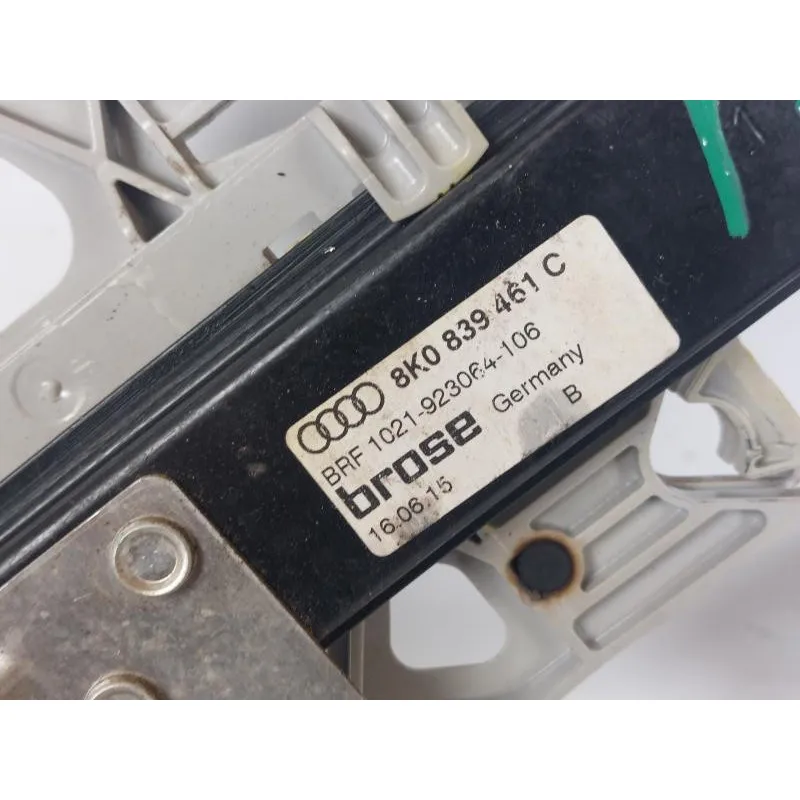 8K0 839 461 C
BRF 1021-923064-106
brose Germany
16.06.15 B